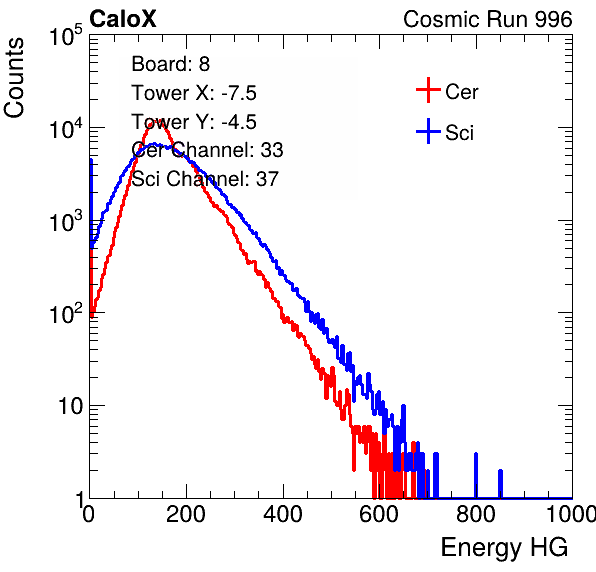 CaloX Cosmic Run 996
Counts
10^5
10^4
10^3
10^2
10
1
Board: 8
Tower X: -7.5
Tower Y: -4.5
Cer Channel: 33
Sci Channel: 37
Cer
Sci
0 200 400 600 800 1000
Energy HG